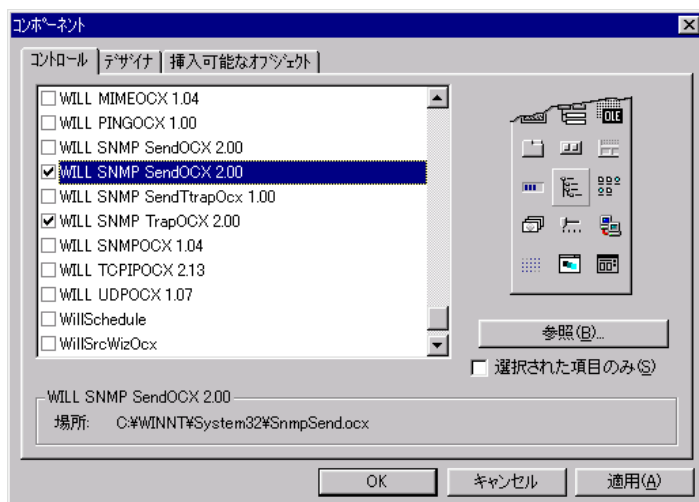 コンポーネント
コントロール デザイナ 挿入可能なオブジェクト
WILL MIMEOCX 1.04
WILL PINGOCX 1.00
WILL SNMP SendOCX 2.00
WILL SNMP SendOCX 2.00
WILL SNMP SendTtrapOcx 1.00
WILL SNMP TrapOCX 2.00
WILL SNMPOCX 1.04
WILL TCPIPOCX 2.13
WILL UDPOCX 1.07
WillSchedule
WillSrcWizOcx
OLE
参照(B)...
選択された項目のみ(S)
WILL SNMP SendOCX 2.00
場所: C:¥WINNT¥System32¥SnmpSend.ocx
OK キャンセル 適用(A)